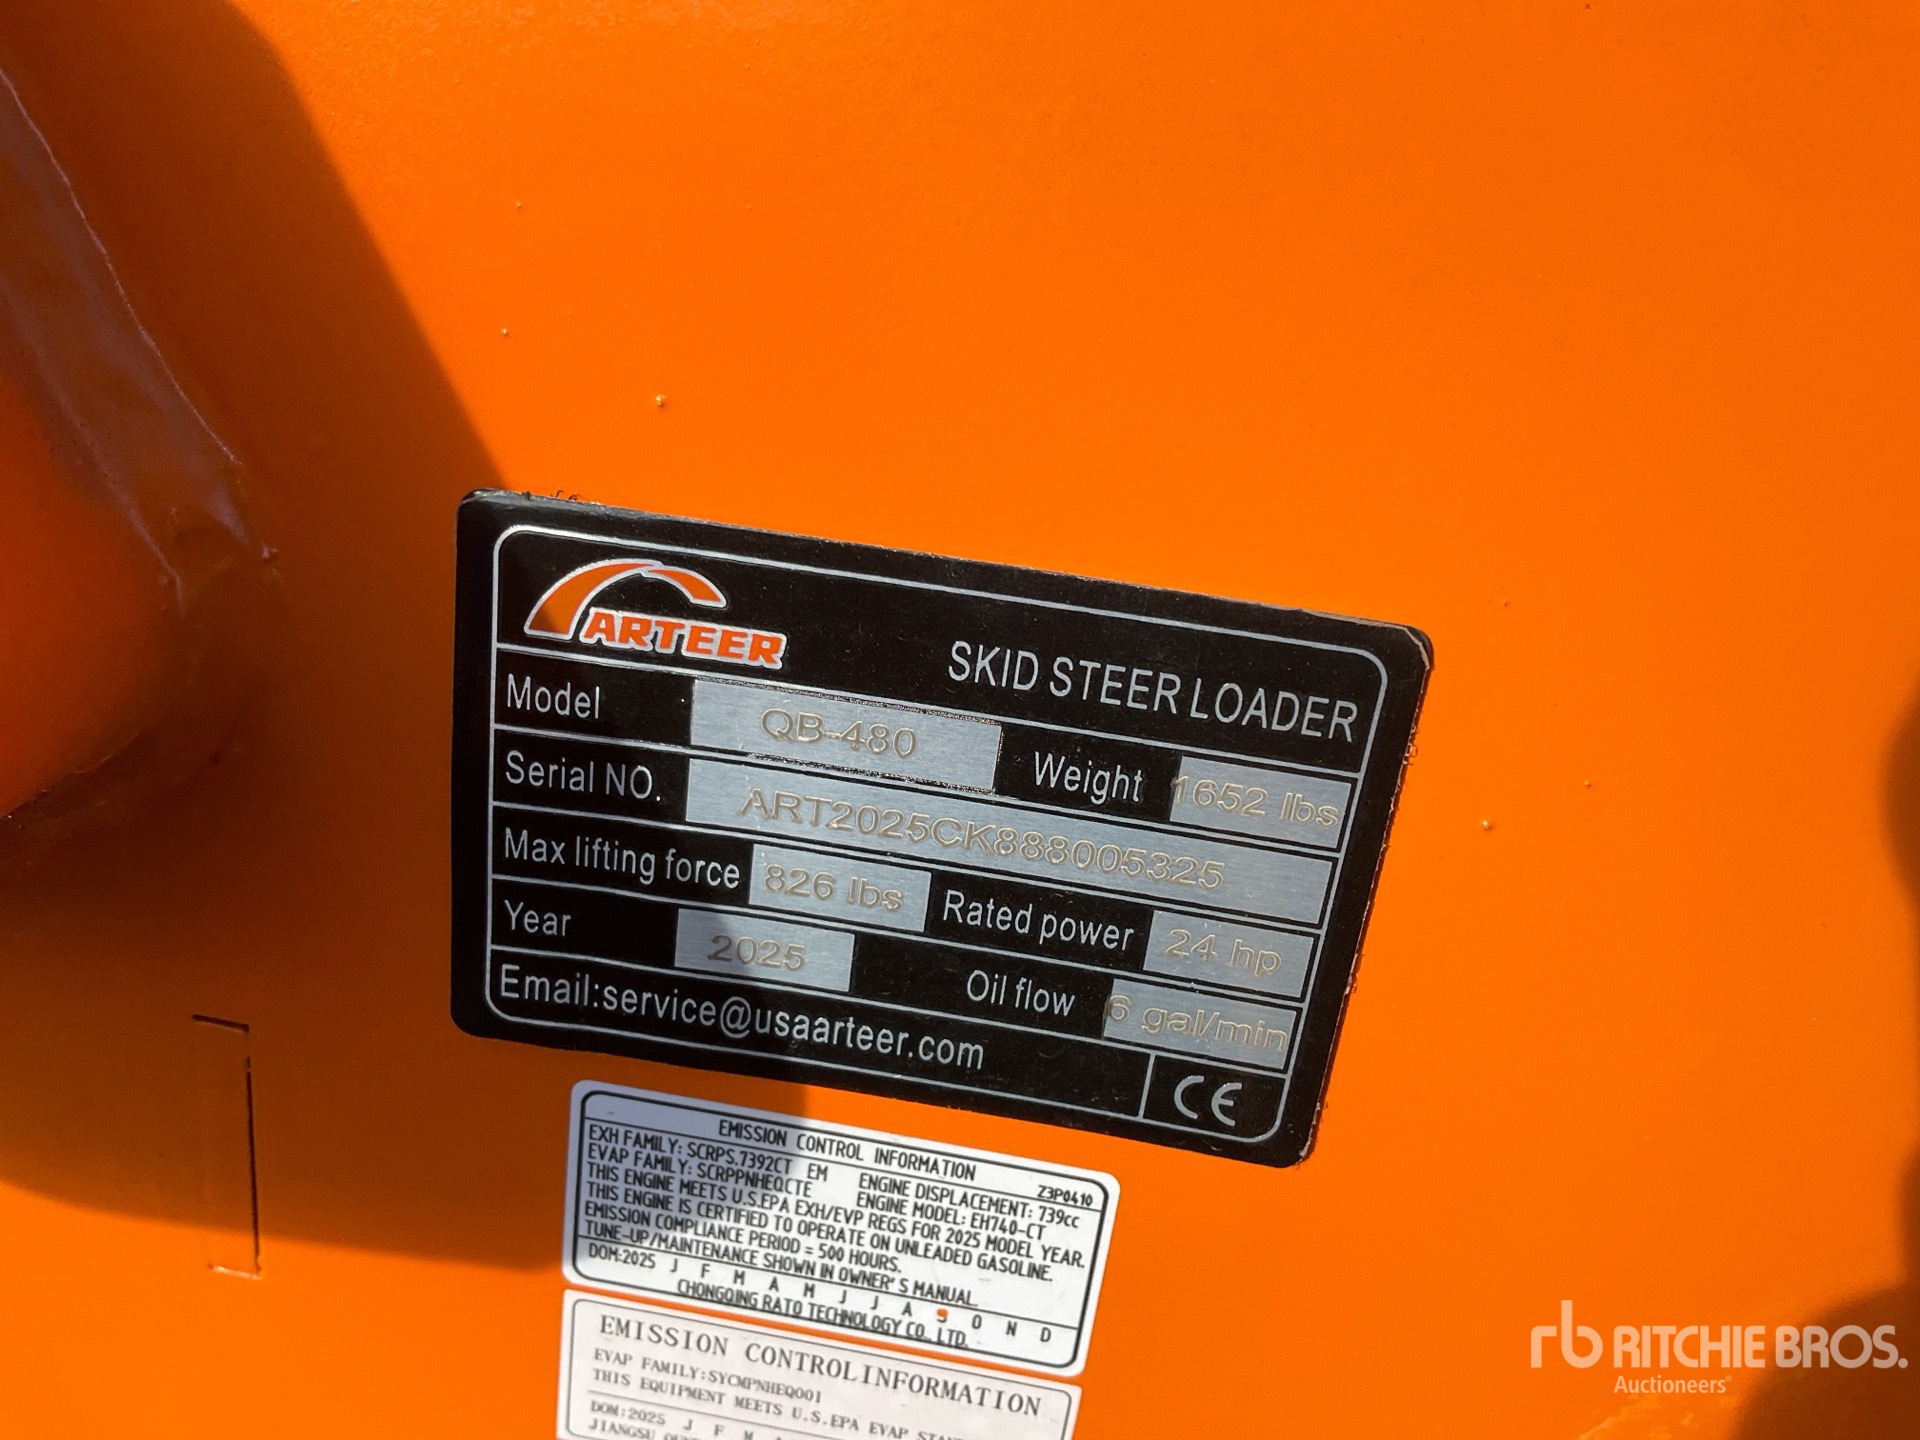 ARTEER
SKID STEER LOADER
Model QB-480 Weight 1652 lbs
Serial NO. ART2025CK888005325
Max lifting force 826 lbs Rated power 24 hp
Year 2025 Oil flow 6 gal/min
Email:service@usaarteer.com CE
EMISSION CONTROL INFORMATION Z3P0410
EXH FAMILY: SCRPS.7392CT EM ENGINE DISPLACEMENT: 739cc
EVAP FAMILY: SCRPPNHEQCTE ENGINE MODEL: EH740-CT
THIS ENGINE MEETS U.S.EPA EXH/EVP REGS FOR 2025 MODEL YEAR.
THIS ENGINE IS CERTIFIED TO OPERATE ON UNLEADED GASOLINE.
EMISSION COMPLIANCE PERIOD = 500 HOURS.
TUNE-UP/MAINTENANCE SHOWN IN OWNER'S MANUAL.
DOM:2025 J F M A M J J A S O N D
CHONGQING RATO TECHNOLOGY CO., LTD.
EMISSION CONTROL INFORMATION
EVAP FAMILY:SYCMPNHEQ001
THIS EQUIPMENT MEETS U.S.EPA EVAP
DOM:2025 J F M
JIANGSU
rb RITCHIE BROS.
Auctioneers